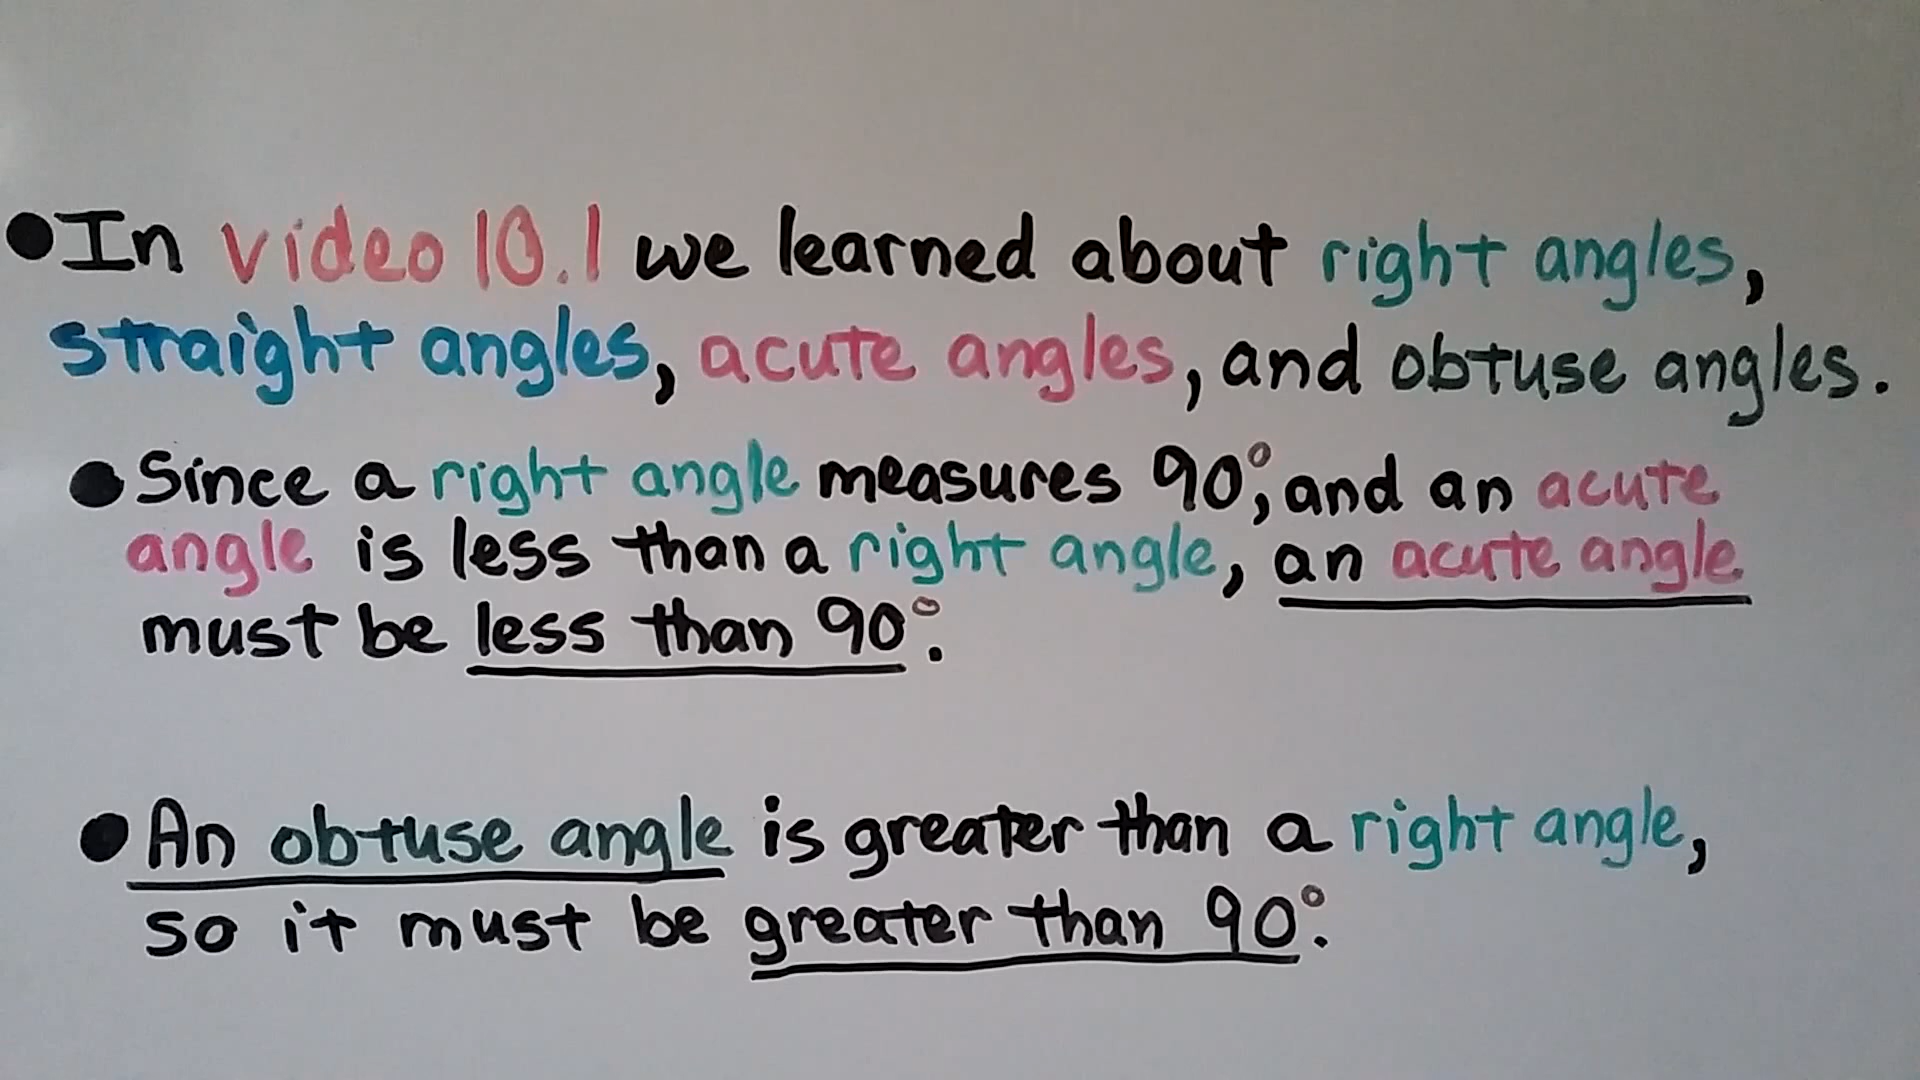 • In video 10.1 we learned about right angles,
straight angles, acute angles, and obtuse angles.
• Since a right angle measures 90°, and an acute
angle is less than a right angle, an acute angle
must be less than 90°.
• An obtuse angle is greater than a right angle,
so it must be greater than 90°.